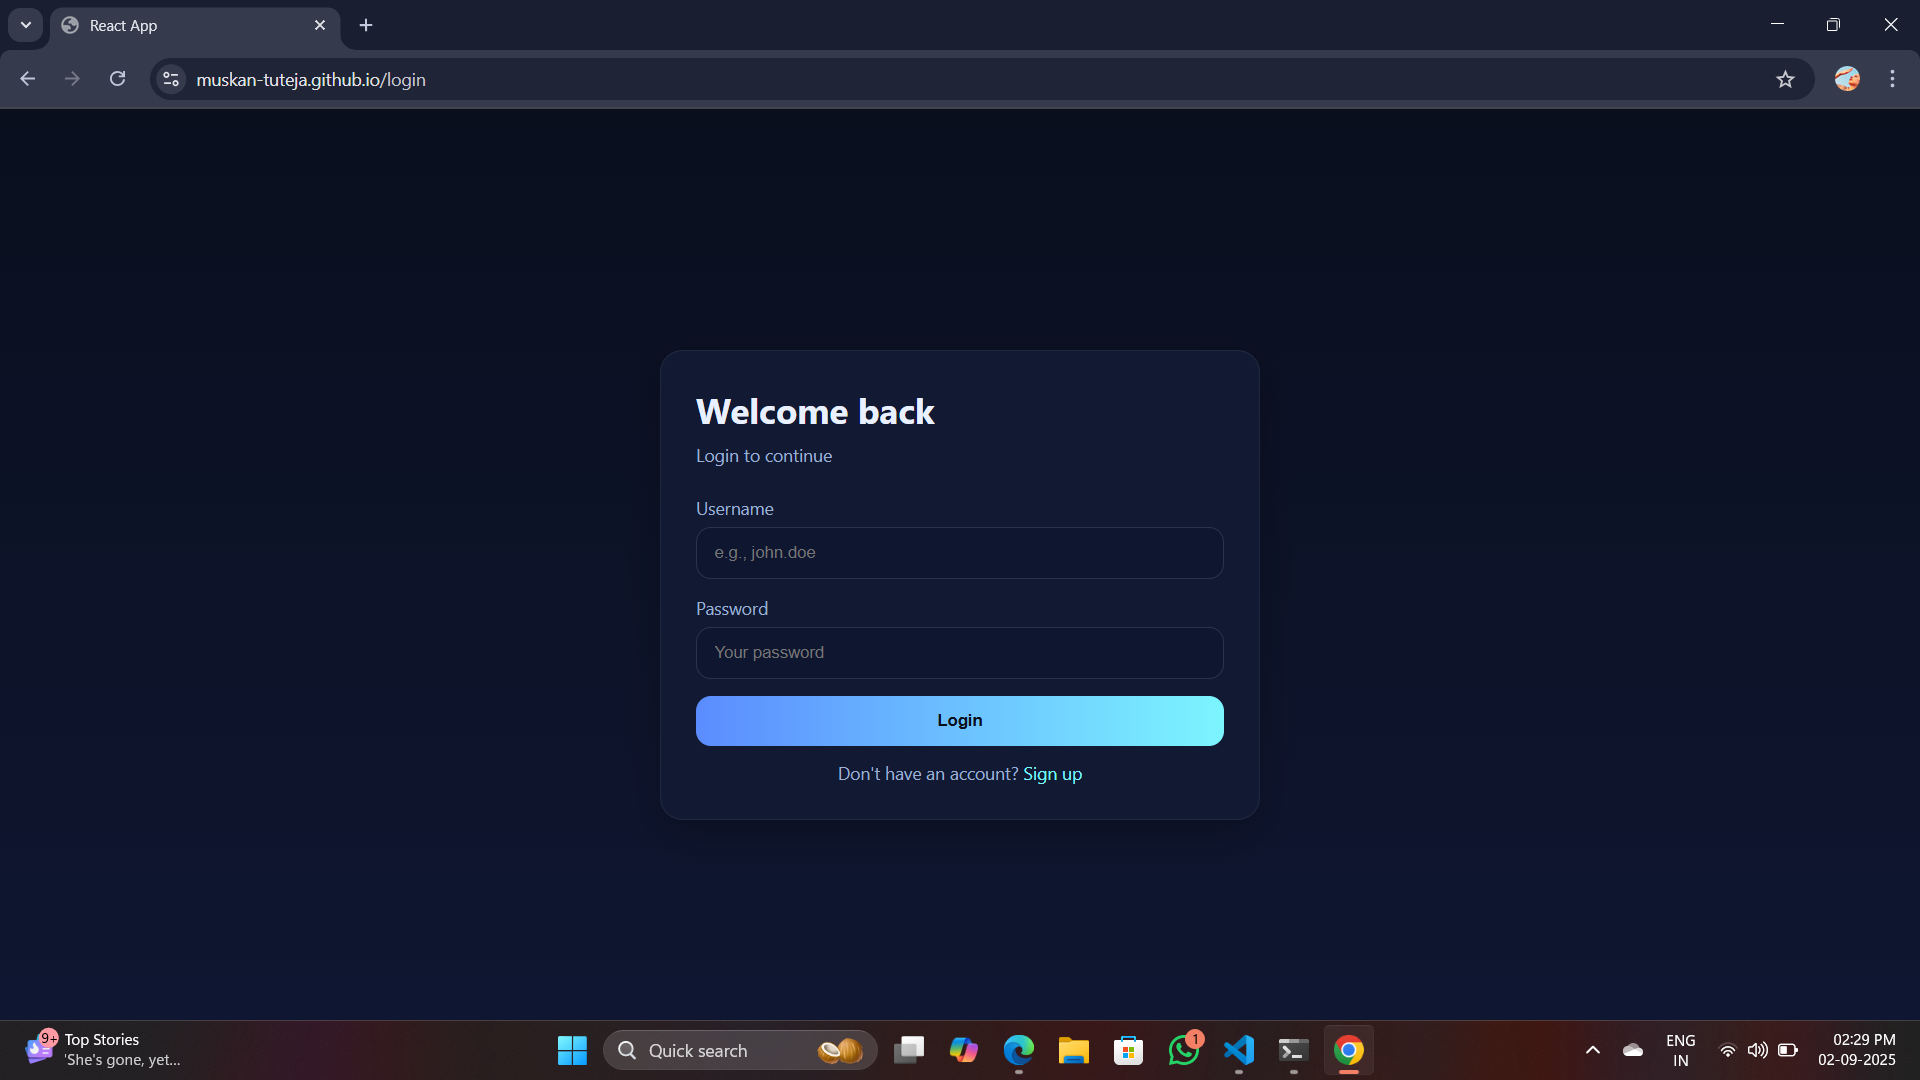 React App
muskan-tuteja.github.io/login
Welcome back
Login to continue
Username
e.g., john.doe
Password
Your password
Login
Don't have an account? Sign up
9+
Top Stories
'She's gone, yet...
Quick search
1
ENG
IN
02:29 PM
02-09-2025